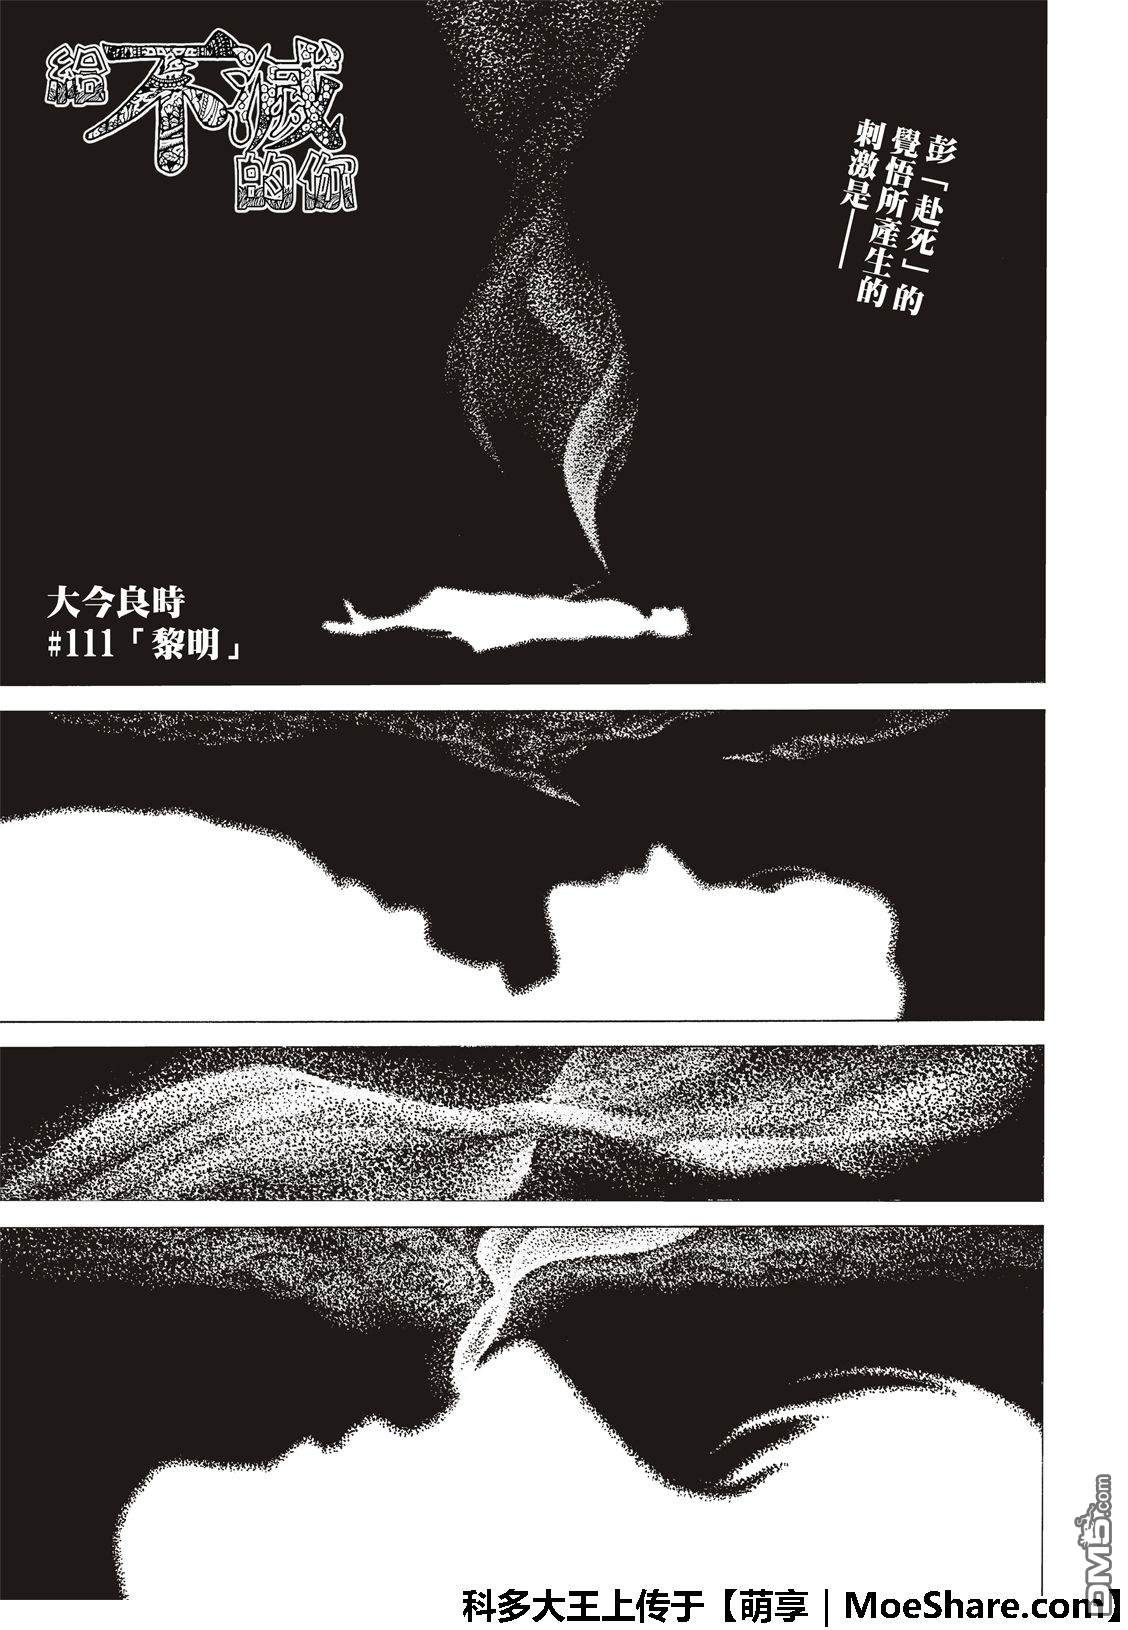 給不滅
的你
彭「赴死」的
覺悟所產生的
刺激是——
大今良時
#111「黎明」
DM5.com
科多大王上传于【萌享｜MoeShare.com】